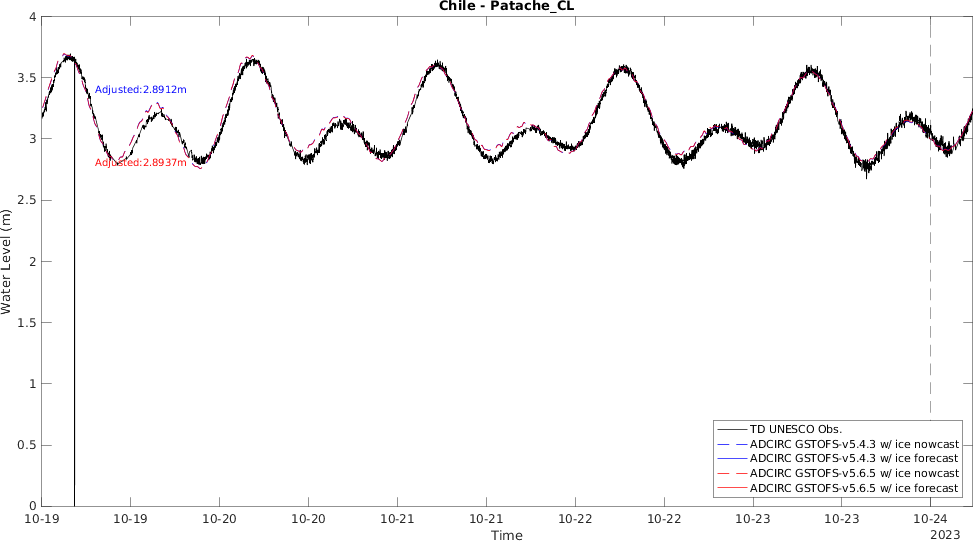 Chile - Patache_CL
4
3.5
3
2.5
2
1.5
1
0.5
0
Water Level (m)
Adjusted:2.8912m
Adjusted:2.8937m
TD UNESCO Obs.
ADCIRC GSTOFS-v5.4.3 w/ ice nowcast
ADCIRC GSTOFS-v5.4.3 w/ ice forecast
ADCIRC GSTOFS-v5.6.5 w/ ice nowcast
ADCIRC GSTOFS-v5.6.5 w/ ice forecast
10-19 10-19 10-20 10-20 10-21 10-21 10-22 10-22 10-23 10-23 10-24
Time
2023